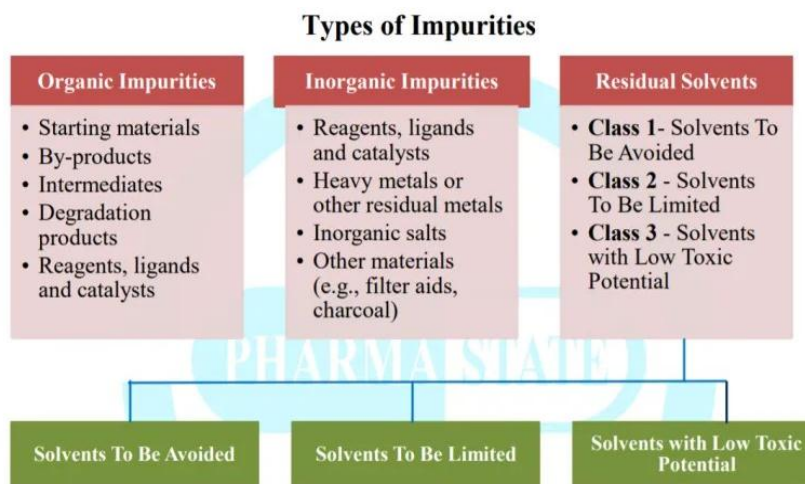 Types of Impurities
Organic Impurities
• Starting materials
• By-products
• Intermediates
• Degradation
products
• Reagents, ligands
and catalysts
Inorganic Impurities
• Reagents, ligands
and catalysts
• Heavy metals or
other residual metals
• Inorganic salts
• Other materials
(e.g., filter aids,
charcoal)
Residual Solvents
• Class 1- Solvents To
Be Avoided
• Class 2 - Solvents
To Be Limited
• Class 3 - Solvents
with Low Toxic
Potential
PHARMA STATE
Solvents To Be Avoided
Solvents To Be Limited
Solvents with Low Toxic
Potential